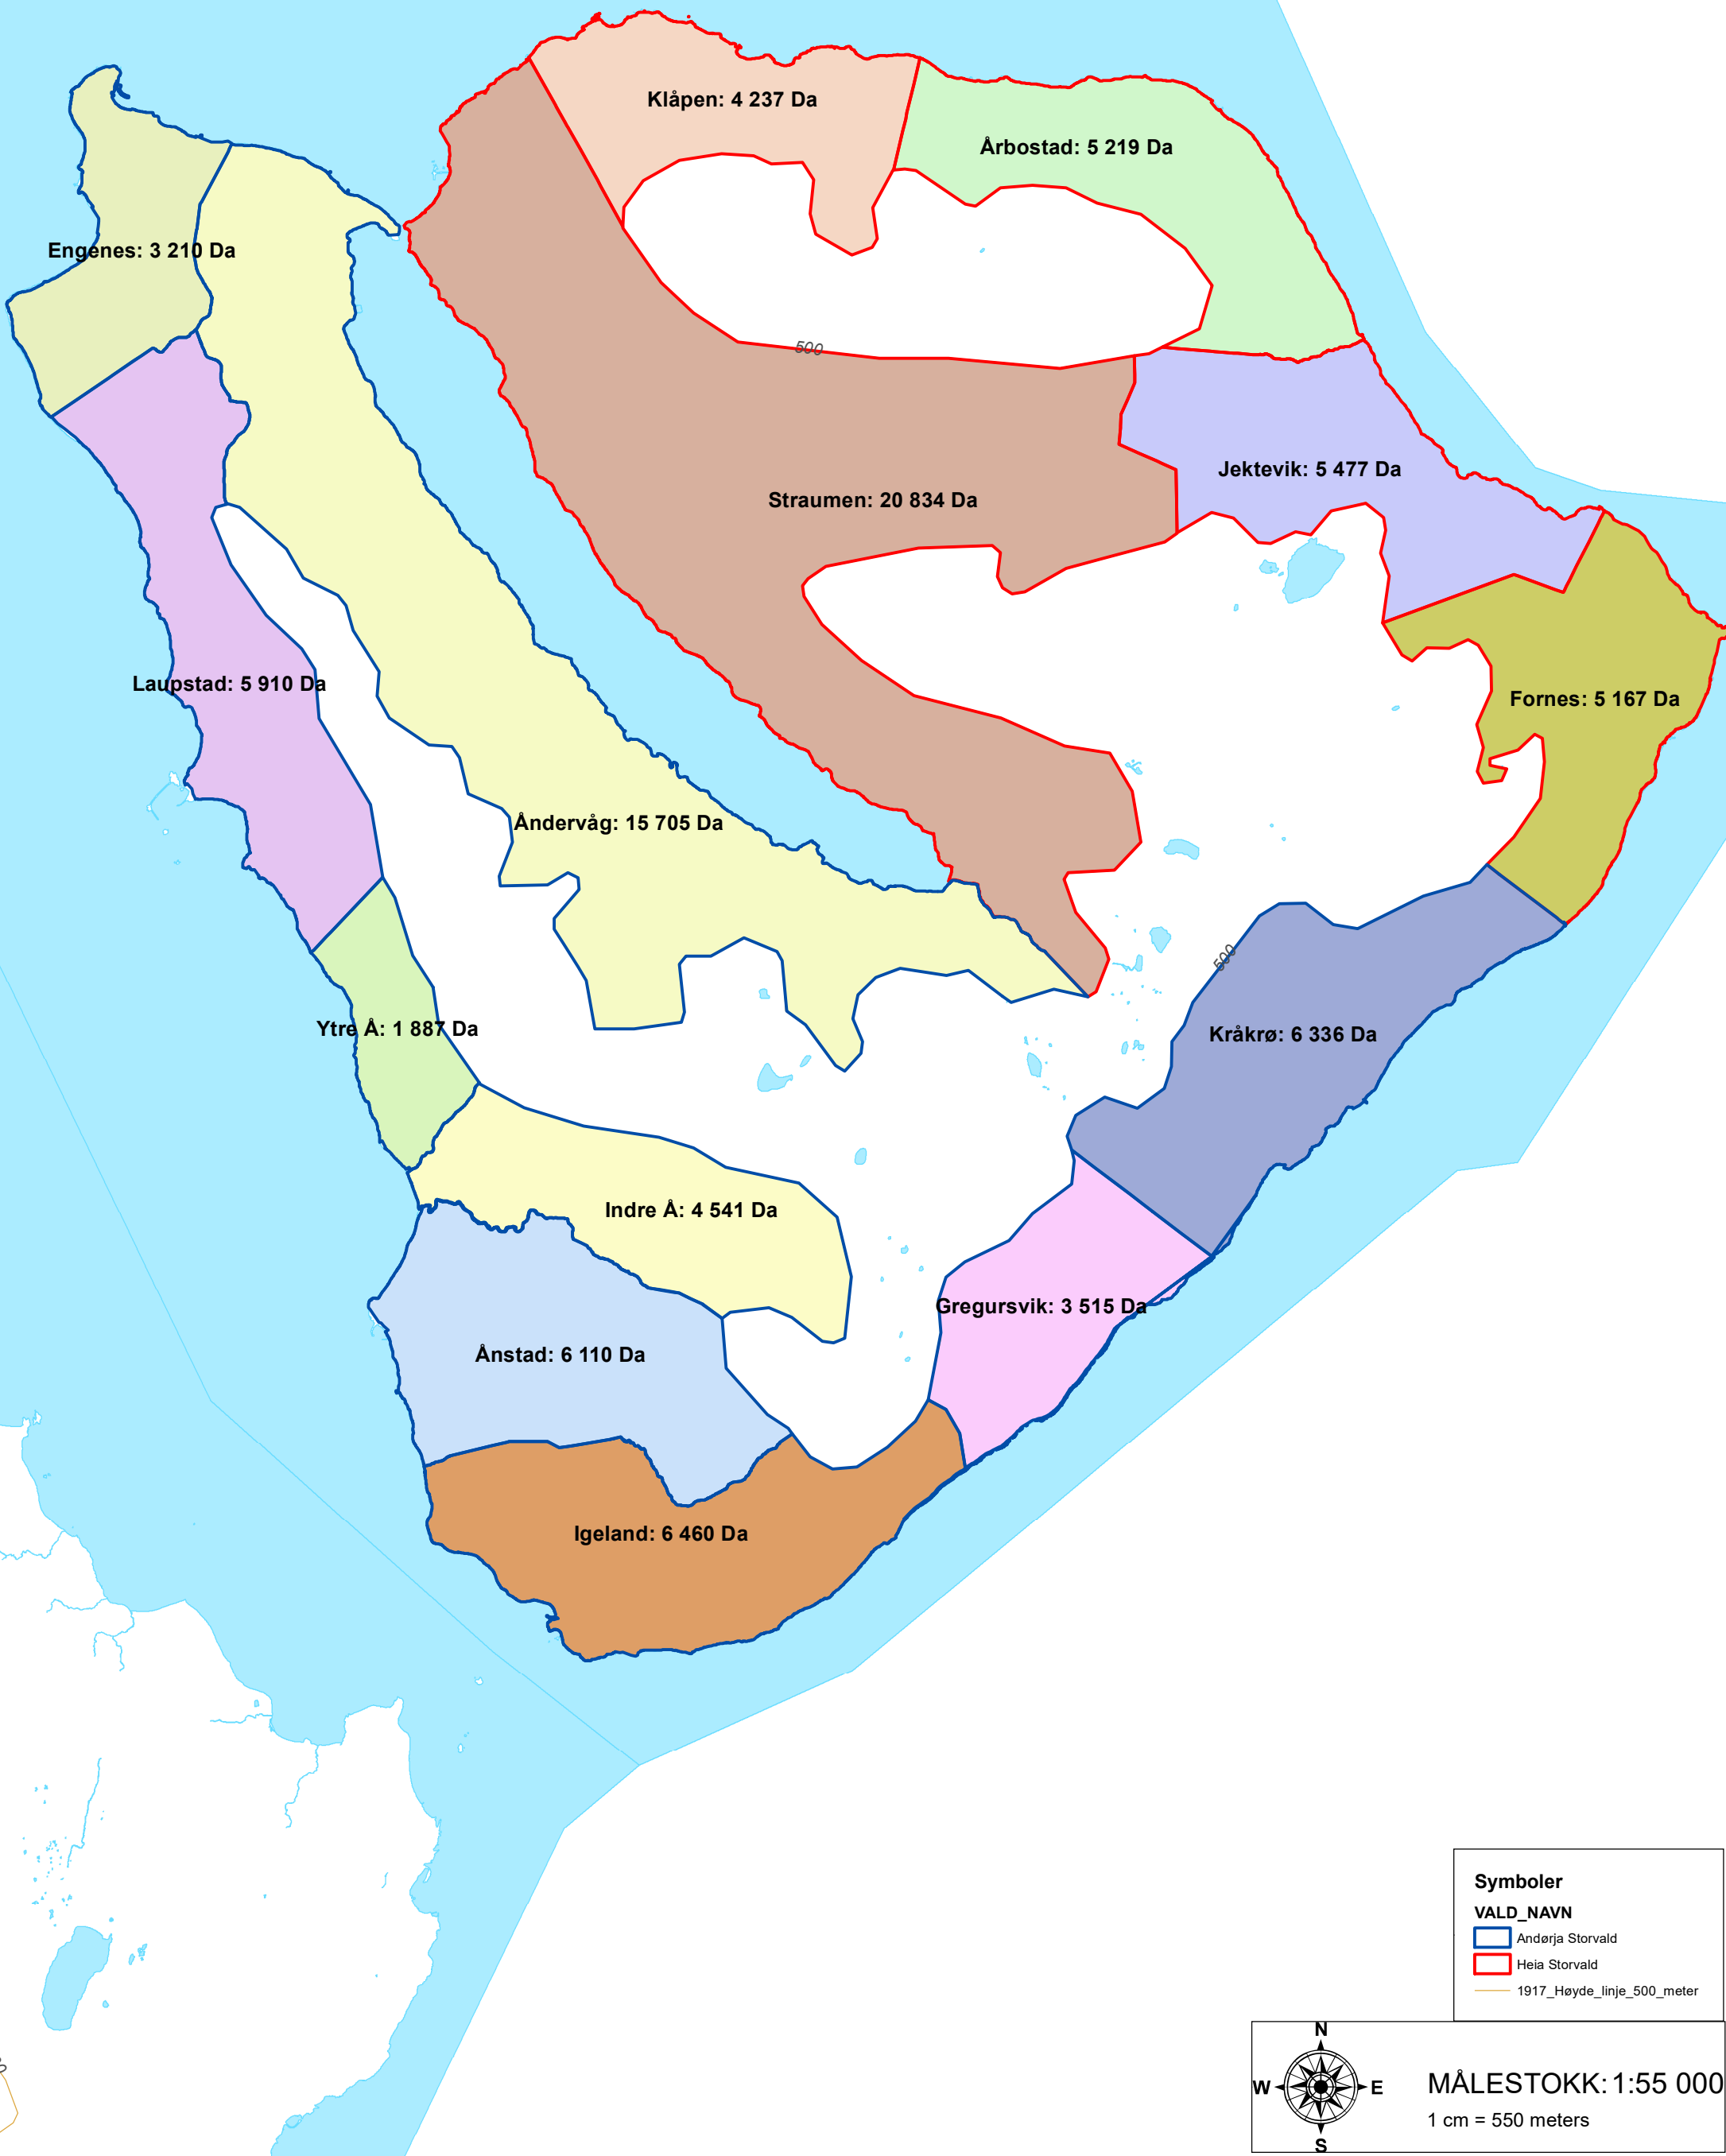 Klåpen: 4 237 Da
Årbostad: 5 219 Da
Engenes: 3 210 Da
500
Jektevik: 5 477 Da
Straumen: 20 834 Da
Laupstad: 5 910 Da
Fornes: 5 167 Da
Åndervåg: 15 705 Da
500
Ytre Å: 1 887 Da
Kråkrø: 6 336 Da
Indre Å: 4 541 Da
Gregursvik: 3 515 Da
Ånstad: 6 110 Da
Igeland: 6 460 Da
Symboler
VALD_NAVN
Andørja Storvald
Heia Storvald
1917_Høyde_linje_500_meter
N
W E
S
MÅLESTOKK: 1:55 000
1 cm = 550 meters